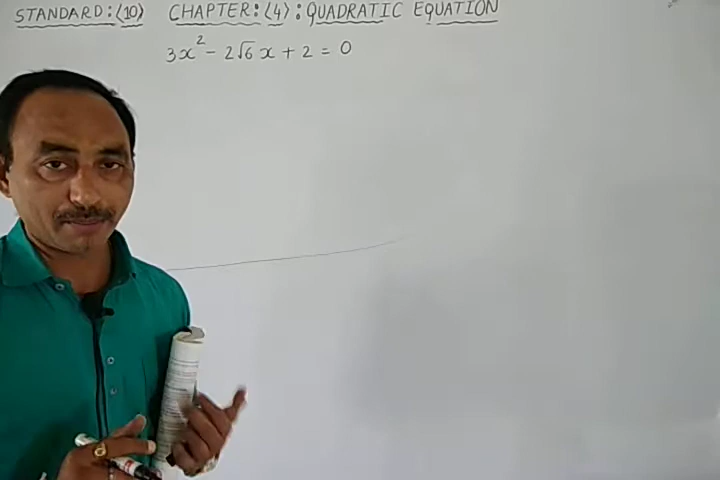 STANDARD:⟨10⟩ CHAPTER:⟨4⟩: QUADRATIC EQUATION
3x² - 2√6 x + 2 = 0